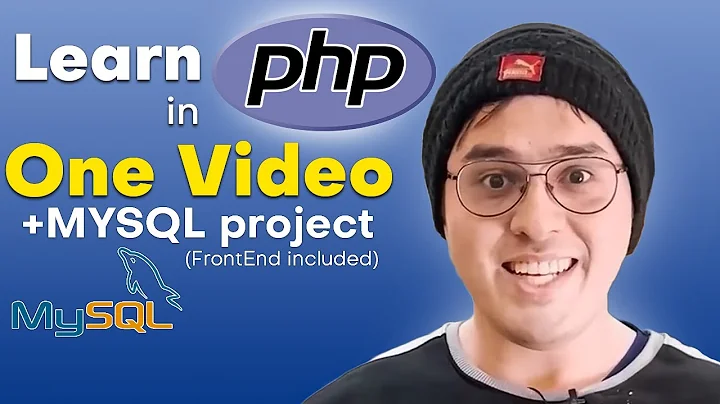 Learn php
in
One Video
+MYSQL project
(FrontEnd included)
MySQL